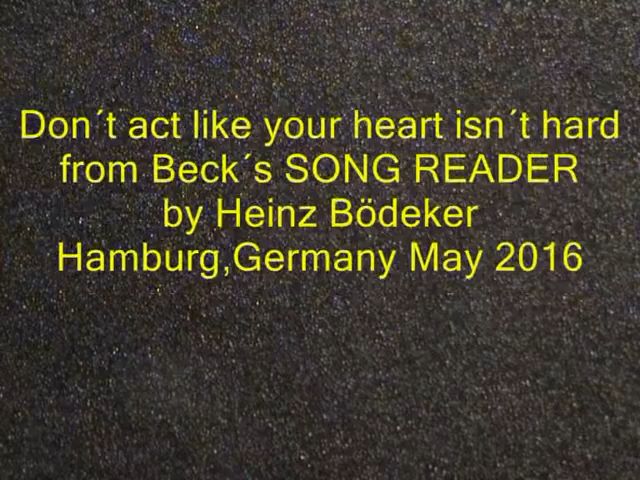 Don´t act like your heart isn´t hard
from Beck´s SONG READER
by Heinz Bödeker
Hamburg,Germany May 2016